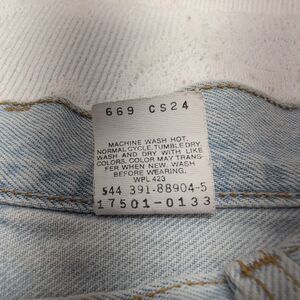 669 CS24
MACHINE WASH HOT,
NORMAL CYCLE, TUMBLE DRY
WASH AND DRY WITH LIKE
COLORS. COLOR MAY TRANS-
FER WHEN NEW. WASH
BEFORE WEARING.
WPL 423
544 391-88904-5
17501-0133